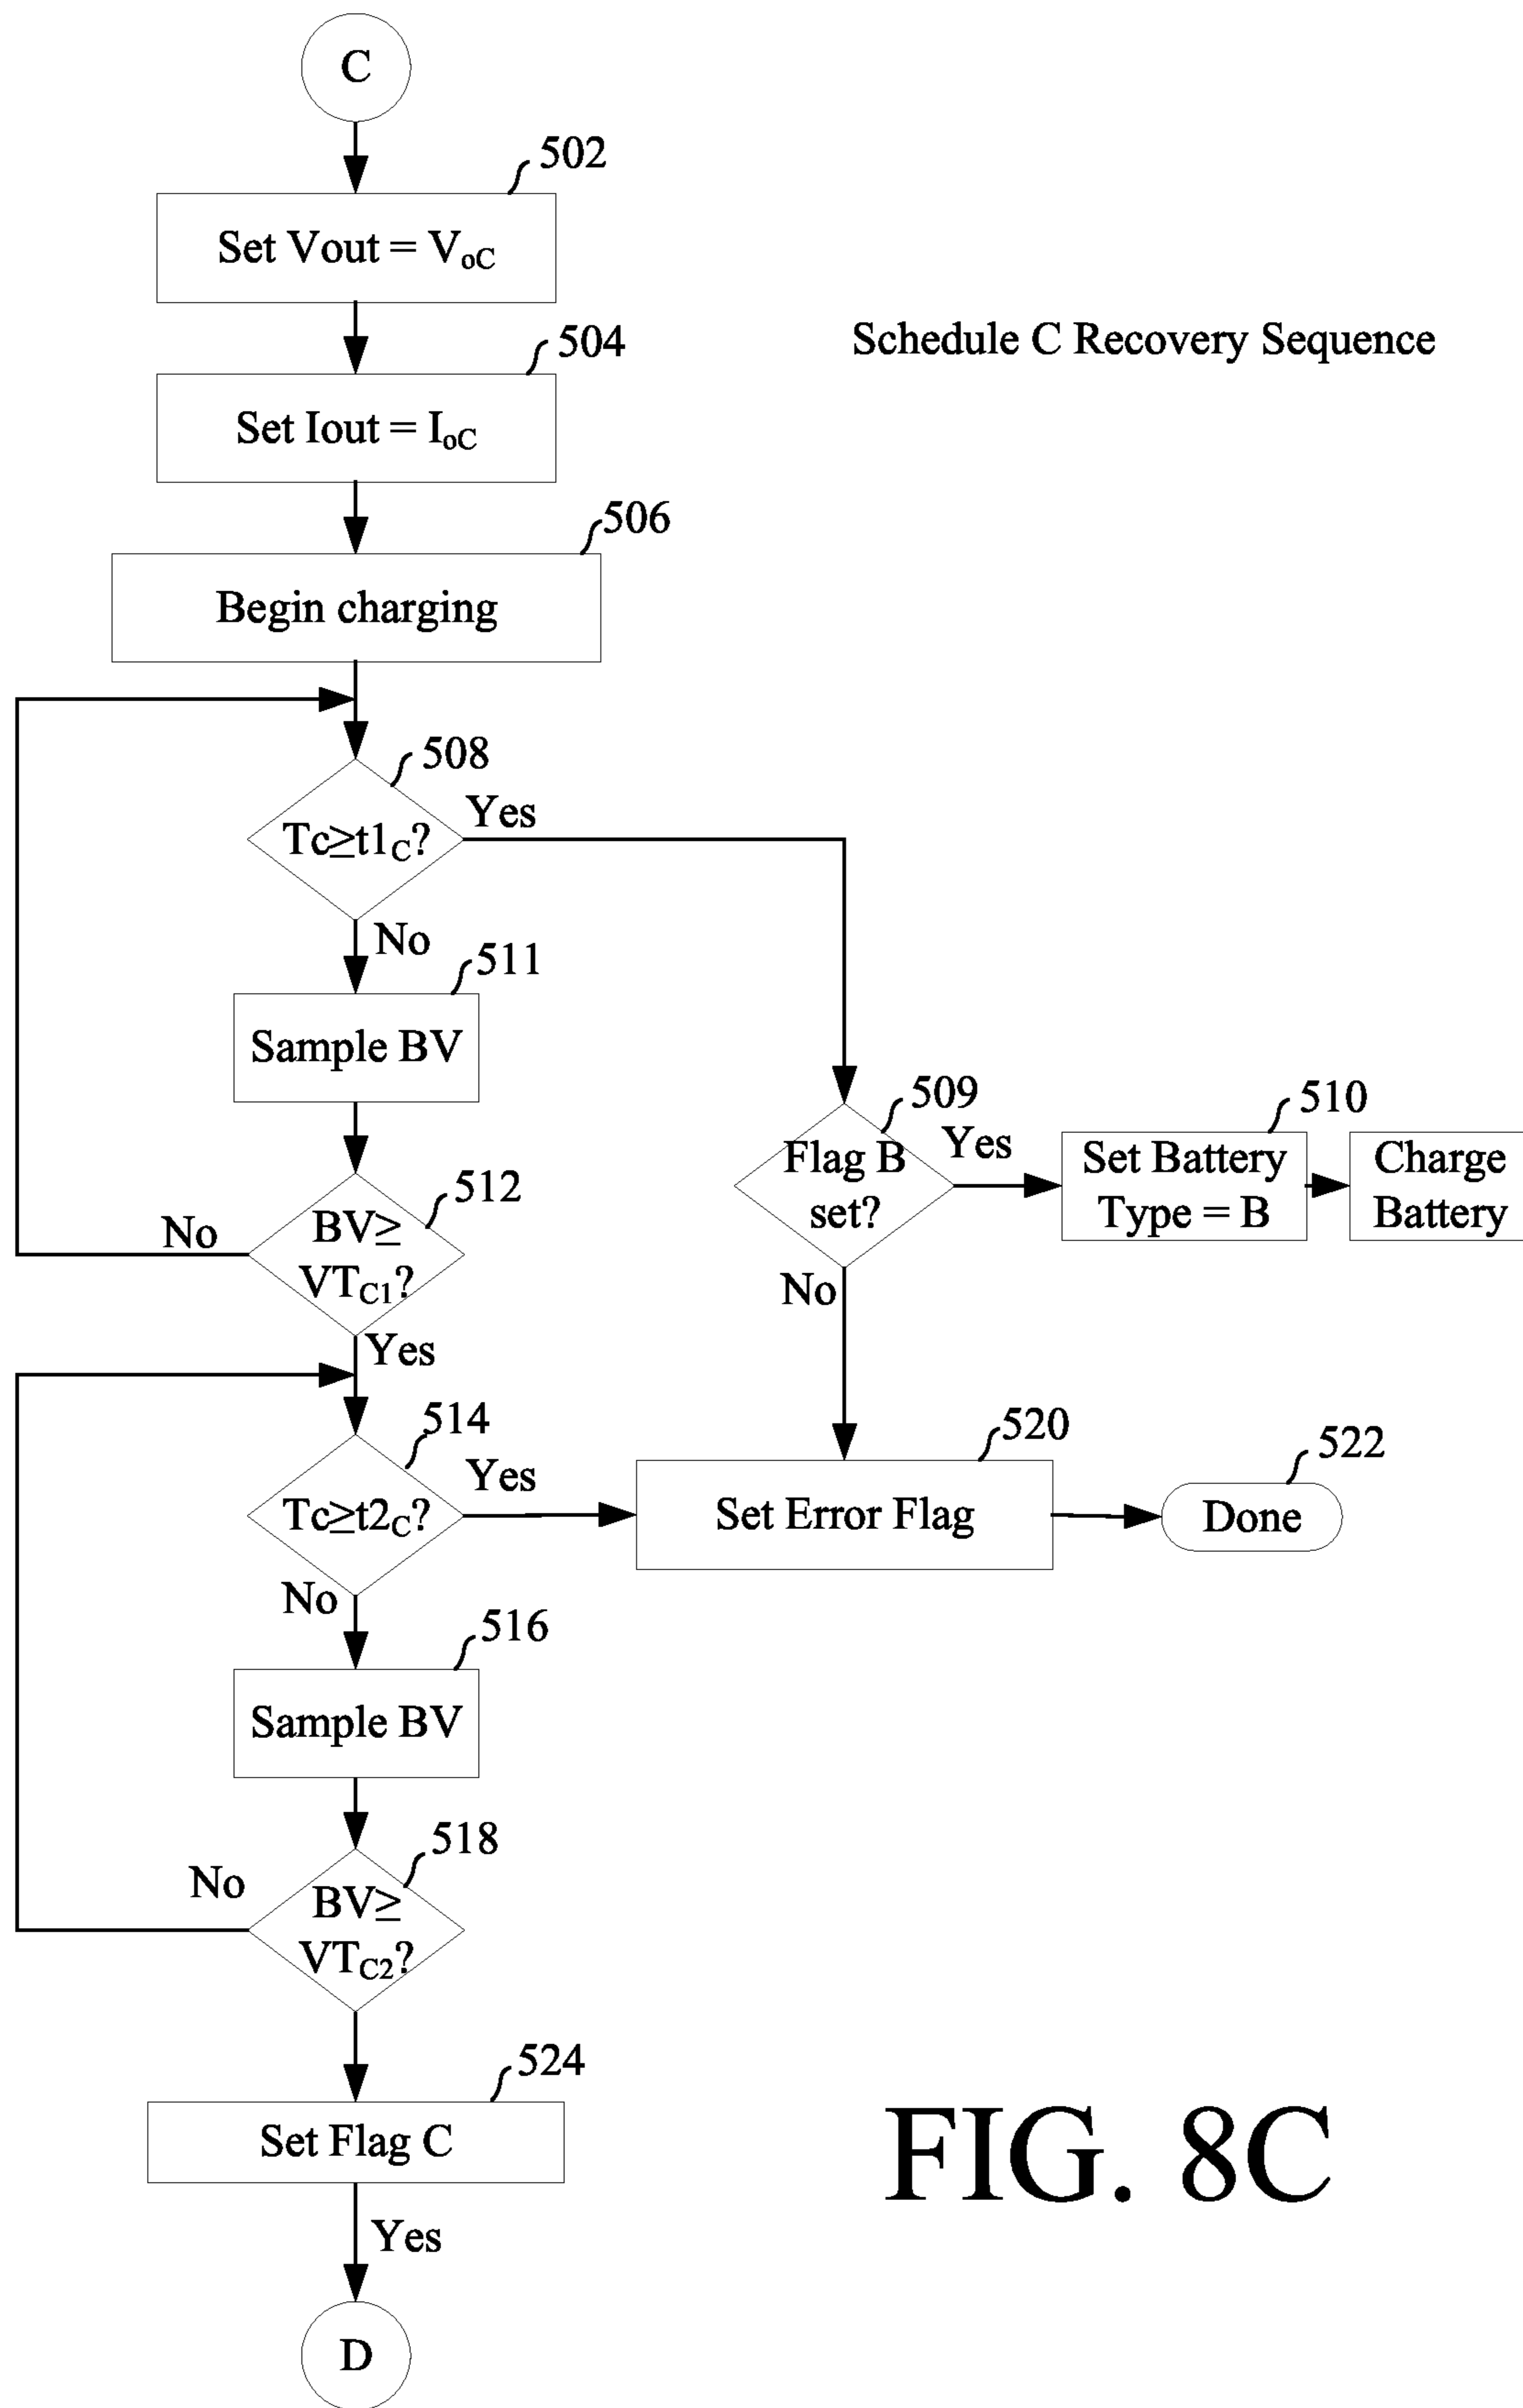 C
502
Set Vout = VoC
504
Schedule C Recovery Sequence
Set Iout = IoC
506
Begin charging
508
Yes
Tc≥t1C?
No
511
Sample BV
509
510
Flag B
set?
Yes
Set Battery
Type = B
Charge
Battery
512
No
BV≥
VTC1?
No
Yes
514
520
522
Yes
Tc≥t2C?
Set Error Flag
Done
No
516
Sample BV
518
No
BV≥
VTC2?
524
Set Flag C
FIG. 8C
Yes
D